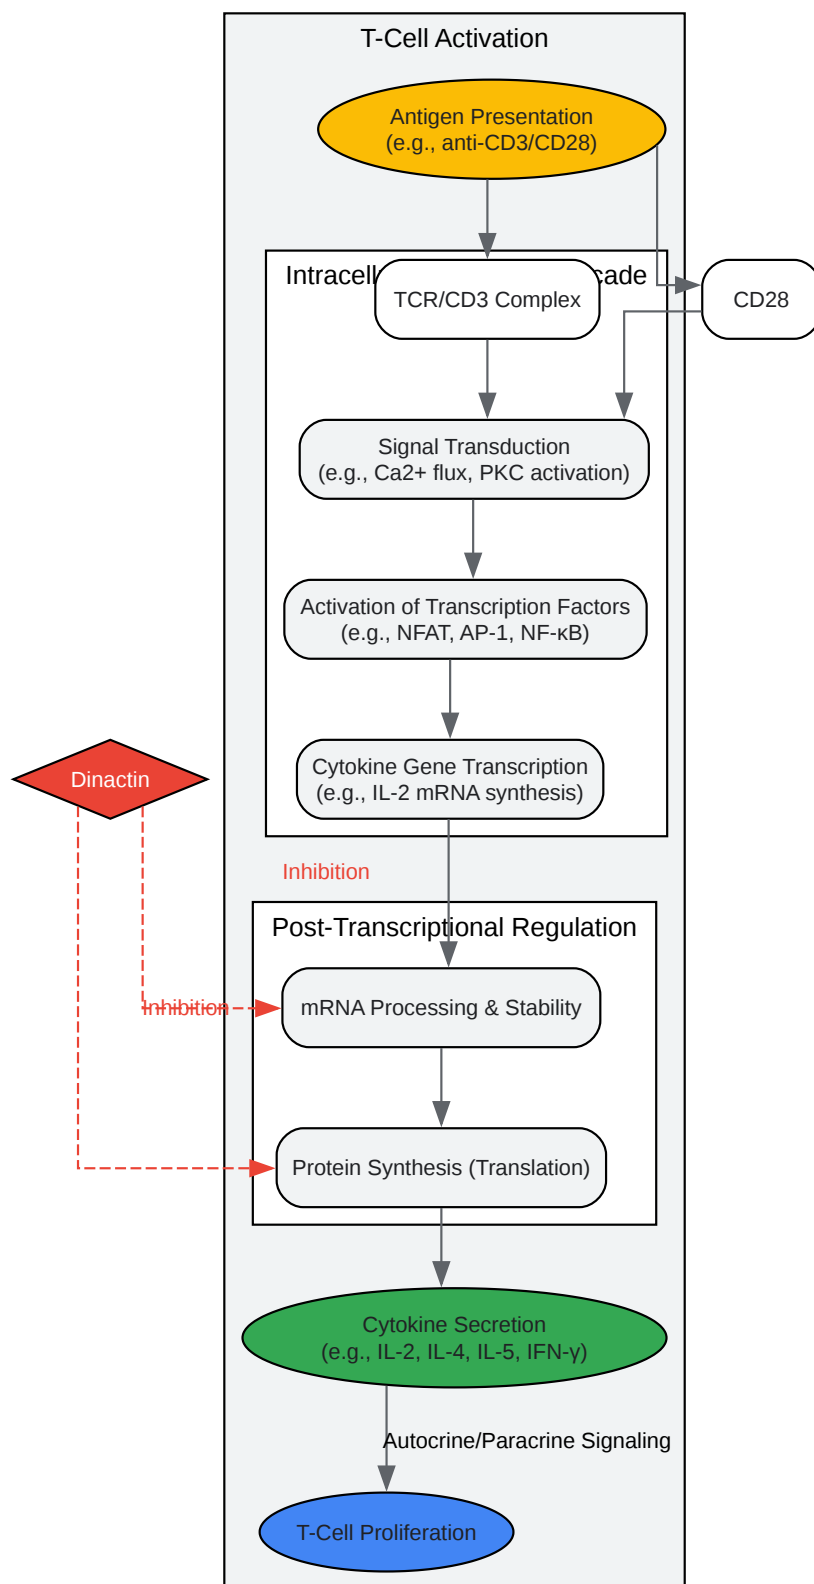 T-Cell Activation
Antigen Presentation
(e.g., anti-CD3/CD28)
Intracell
cade
TCR/CD3 Complex
CD28
Signal Transduction
(e.g., Ca2+ flux, PKC activation)
Activation of Transcription Factors
(e.g., NFAT, AP-1, NF-κB)
Dinactin
Cytokine Gene Transcription
(e.g., IL-2 mRNA synthesis)
Inhibition
Post-Transcriptional Regulation
Inhibition
mRNA Processing & Stability
Protein Synthesis (Translation)
Cytokine Secretion
(e.g., IL-2, IL-4, IL-5, IFN-γ)
Autocrine/Paracrine Signaling
T-Cell Proliferation